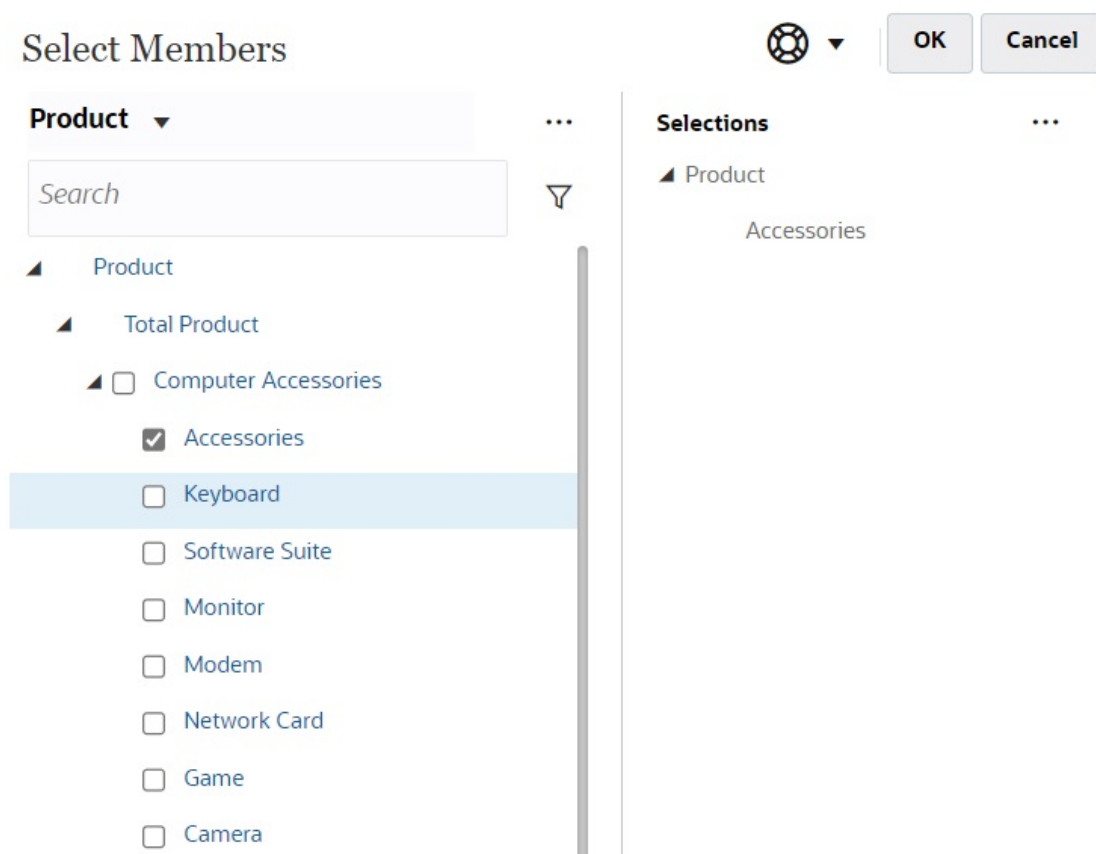 Select Members
OK
Cancel
Product
Search
Product
Total Product
Computer Accessories
Accessories
Keyboard
Software Suite
Monitor
Modem
Network Card
Game
Camera
Selections
Product
Accessories